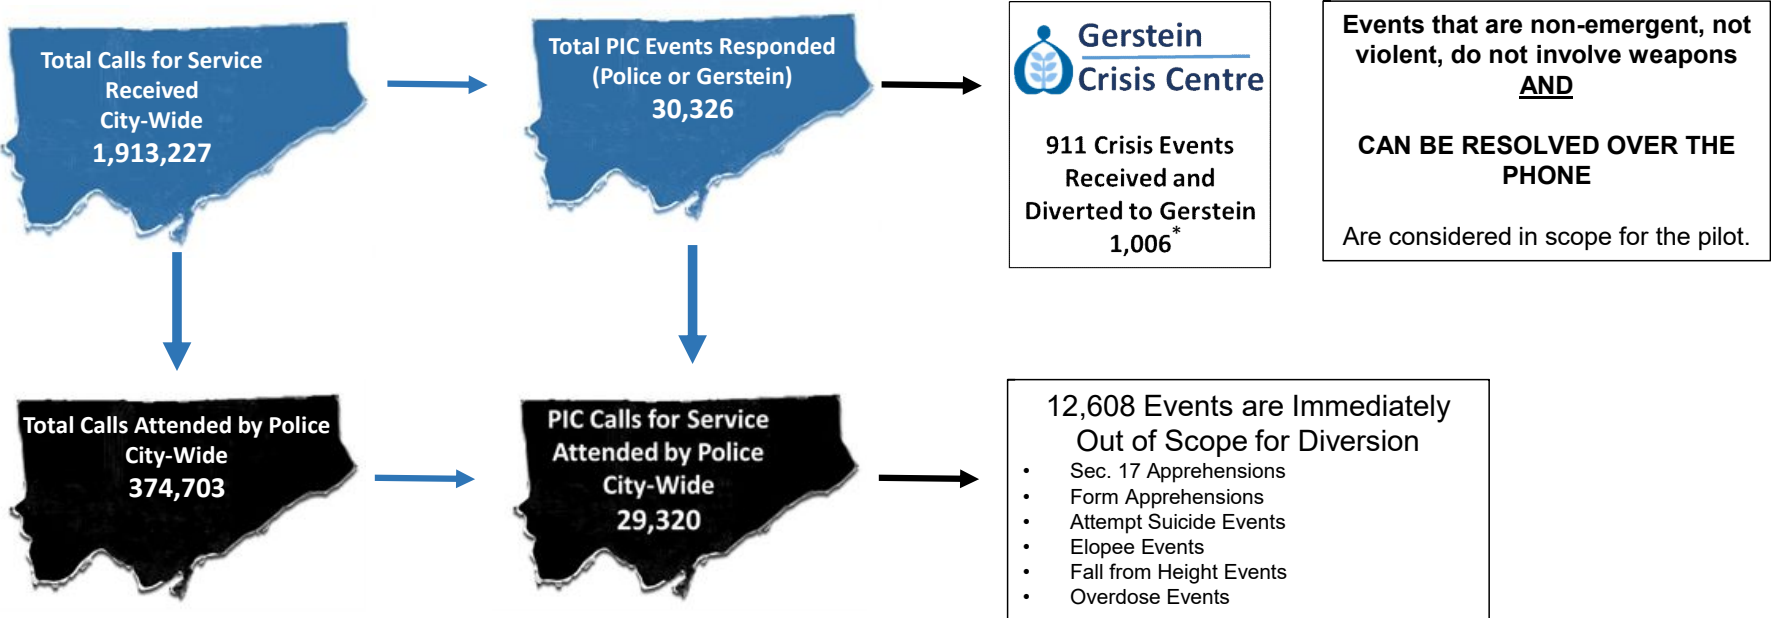 Total Calls for Service
Received
City-Wide
1,913,227
Total PIC Events Responded
(Police or Gerstein)
30,326
Gerstein
Crisis Centre
911 Crisis Events
Received and
Diverted to Gerstein
1,006*
Events that are non-emergent, not
violent, do not involve weapons
AND
CAN BE RESOLVED OVER THE
PHONE
Are considered in scope for the pilot.
Total Calls Attended by Police
City-Wide
374,703
PIC Calls for Service
Attended by Police
City-Wide
29,320
12,608 Events are Immediately
Out of Scope for Diversion
• Sec. 17 Apprehensions
• Form Apprehensions
• Attempt Suicide Events
• Elopee Events
• Fall from Height Events
• Overdose Events